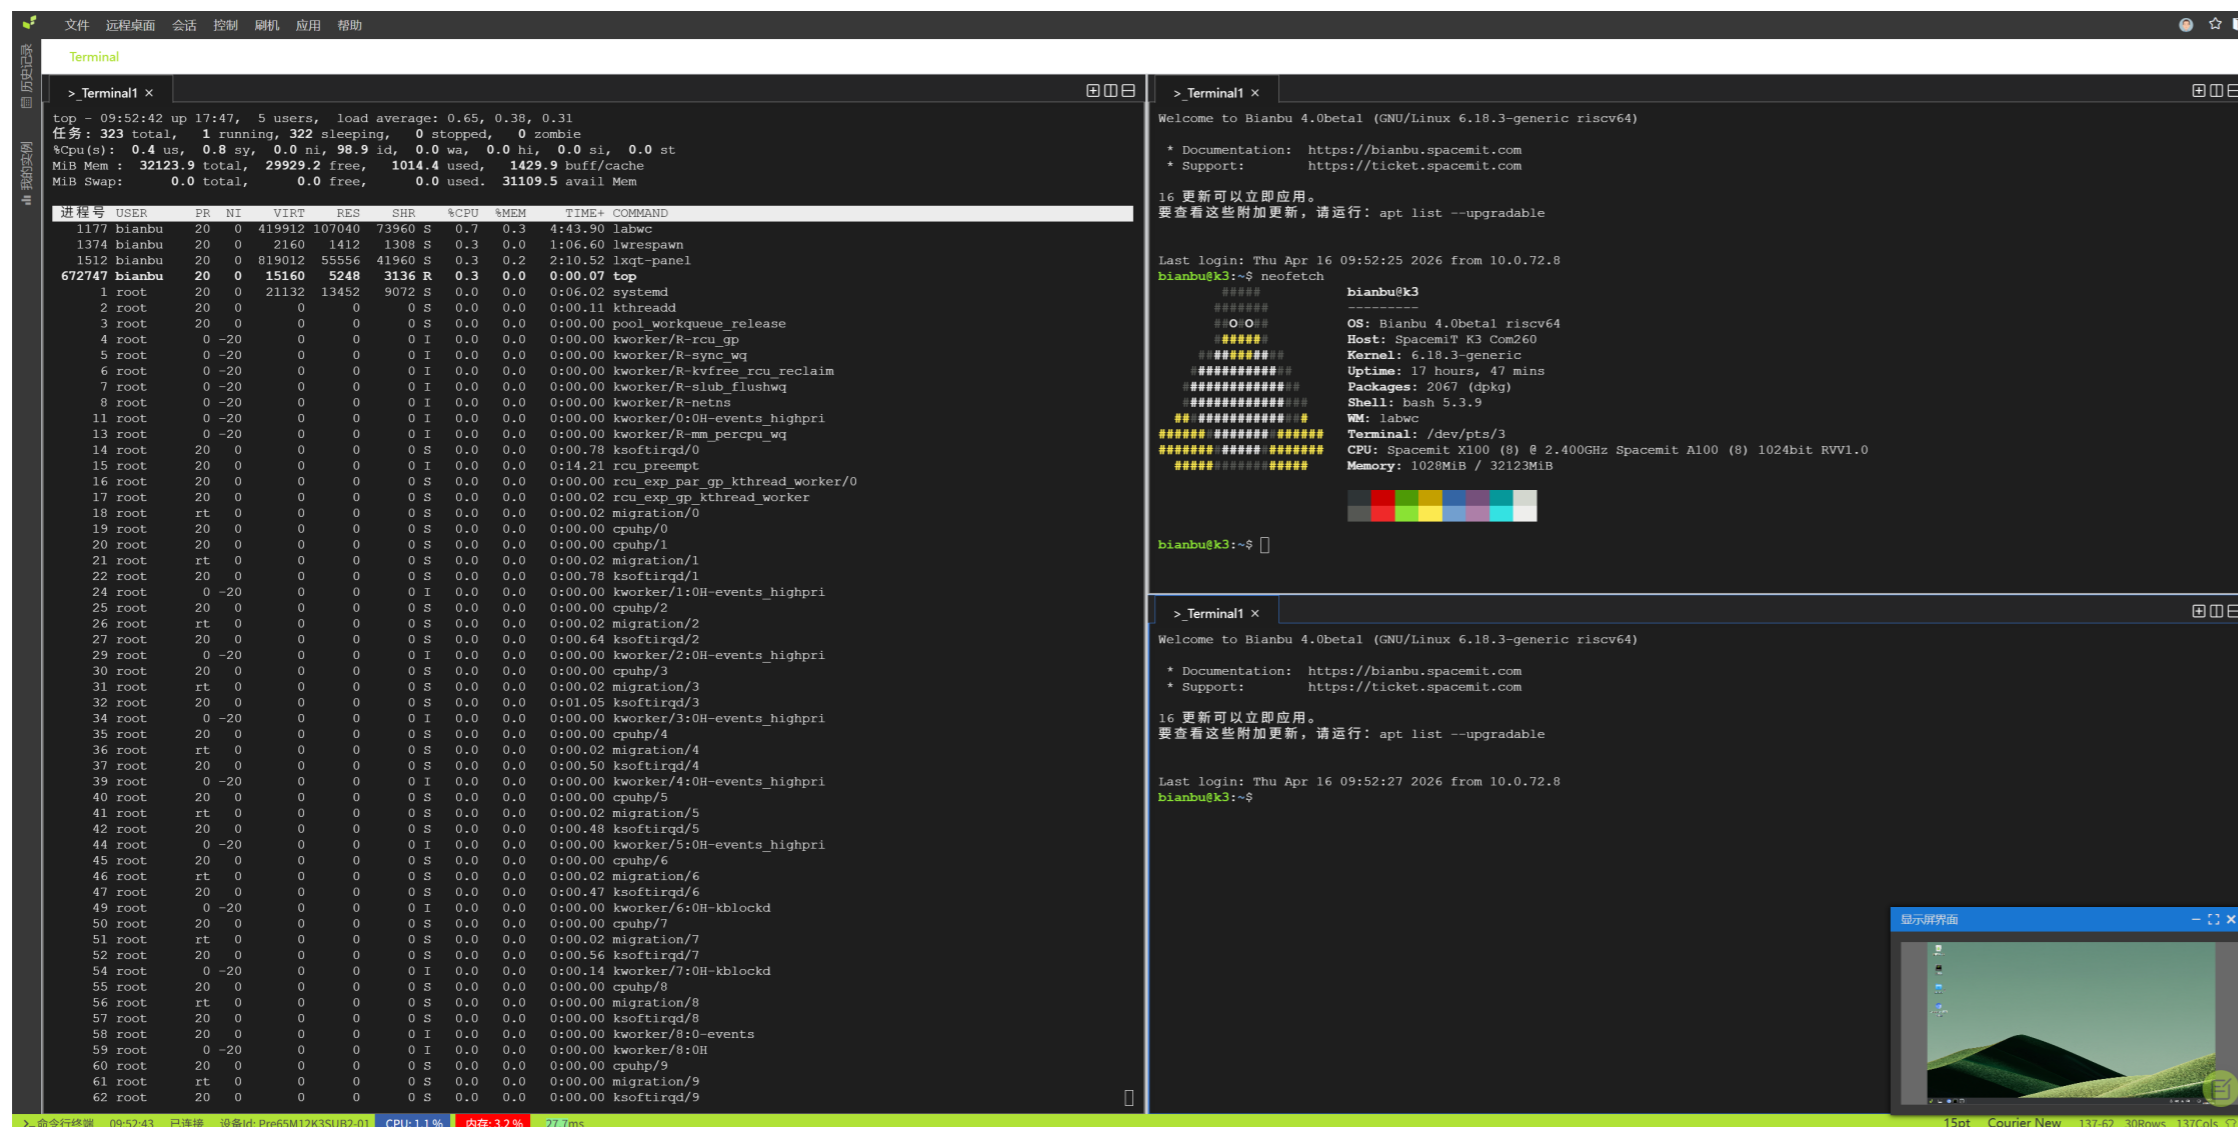 文件 远程桌面 会话 控制 刷机 应用 帮助
历史记录
我的实例
Terminal
>_Terminal1 ×
top - 09:52:42 up 17:47,  5 users,  load average: 0.65, 0.38, 0.31
任务: 323 total,   1 running, 322 sleeping,   0 stopped,   0 zombie
%Cpu(s):  0.4 us,  0.8 sy,  0.0 ni, 98.9 id,  0.0 wa,  0.0 hi,  0.0 si,  0.0 st
MiB Mem :  32123.9 total,  29929.2 free,   1014.4 used,   1429.9 buff/cache
MiB Swap:      0.0 total,      0.0 free,      0.0 used.  31109.5 avail Mem
进程号 USER      PR  NI    VIRT    RES    SHR    %CPU  %MEM     TIME+ COMMAND
1177 bianbu    20   0  419912 107040  73960 S   0.7   0.3   4:43.90 labwc
1374 bianbu    20   0    2160   1412   1308 S   0.3   0.0   1:06.60 lwrespawn
1512 bianbu    20   0  819012  55556  41960 S   0.3   0.2   2:10.52 lxqt-panel
672747 bianbu    20   0   15160   5248   3136 R   0.3   0.0   0:00.07 top
1 root      20   0   21132  13452   9072 S   0.0   0.0   0:06.02 systemd
2 root      20   0       0      0      0 S   0.0   0.0   0:00.11 kthreadd
3 root      20   0       0      0      0 S   0.0   0.0   0:00.00 pool_workqueue_release
4 root       0 -20       0      0      0 I   0.0   0.0   0:00.00 kworker/R-rcu_gp
5 root       0 -20       0      0      0 I   0.0   0.0   0:00.00 kworker/R-sync_wq
6 root       0 -20       0      0      0 I   0.0   0.0   0:00.00 kworker/R-kvfree_rcu_reclaim
7 root       0 -20       0      0      0 I   0.0   0.0   0:00.00 kworker/R-slub_flushwq
8 root       0 -20       0      0      0 I   0.0   0.0   0:00.00 kworker/R-netns
11 root       0 -20       0      0      0 I   0.0   0.0   0:00.00 kworker/0:0H-events_highpri
13 root       0 -20       0      0      0 I   0.0   0.0   0:00.00 kworker/R-mm_percpu_wq
14 root      20   0       0      0      0 S   0.0   0.0   0:00.78 ksoftirqd/0
15 root      20   0       0      0      0 I   0.0   0.0   0:14.21 rcu_preempt
16 root      20   0       0      0      0 S   0.0   0.0   0:00.00 rcu_exp_par_gp_kthread_worker/0
17 root      20   0       0      0      0 S   0.0   0.0   0:00.02 rcu_exp_gp_kthread_worker
18 root      rt   0       0      0      0 S   0.0   0.0   0:00.02 migration/0
19 root      20   0       0      0      0 S   0.0   0.0   0:00.00 cpuhp/0
20 root      20   0       0      0      0 S   0.0   0.0   0:00.00 cpuhp/1
21 root      rt   0       0      0      0 S   0.0   0.0   0:00.02 migration/1
22 root      20   0       0      0      0 S   0.0   0.0   0:00.78 ksoftirqd/1
24 root       0 -20       0      0      0 I   0.0   0.0   0:00.00 kworker/1:0H-events_highpri
25 root      20   0       0      0      0 S   0.0   0.0   0:00.00 cpuhp/2
26 root      rt   0       0      0      0 S   0.0   0.0   0:00.02 migration/2
27 root      20   0       0      0      0 S   0.0   0.0   0:00.64 ksoftirqd/2
29 root       0 -20       0      0      0 I   0.0   0.0   0:00.00 kworker/2:0H-events_highpri
30 root      20   0       0      0      0 S   0.0   0.0   0:00.00 cpuhp/3
31 root      rt   0       0      0      0 S   0.0   0.0   0:00.02 migration/3
32 root      20   0       0      0      0 S   0.0   0.0   0:01.05 ksoftirqd/3
34 root       0 -20       0      0      0 I   0.0   0.0   0:00.00 kworker/3:0H-events_highpri
35 root      20   0       0      0      0 S   0.0   0.0   0:00.00 cpuhp/4
36 root      rt   0       0      0      0 S   0.0   0.0   0:00.02 migration/4
37 root      20   0       0      0      0 S   0.0   0.0   0:00.50 ksoftirqd/4
39 root       0 -20       0      0      0 I   0.0   0.0   0:00.00 kworker/4:0H-events_highpri
40 root      20   0       0      0      0 S   0.0   0.0   0:00.00 cpuhp/5
41 root      rt   0       0      0      0 S   0.0   0.0   0:00.02 migration/5
42 root      20   0       0      0      0 S   0.0   0.0   0:00.48 ksoftirqd/5
44 root       0 -20       0      0      0 I   0.0   0.0   0:00.00 kworker/5:0H-events_highpri
45 root      20   0       0      0      0 S   0.0   0.0   0:00.00 cpuhp/6
46 root      rt   0       0      0      0 S   0.0   0.0   0:00.02 migration/6
47 root      20   0       0      0      0 S   0.0   0.0   0:00.47 ksoftirqd/6
49 root       0 -20       0      0      0 I   0.0   0.0   0:00.00 kworker/6:0H-kblockd
50 root      20   0       0      0      0 S   0.0   0.0   0:00.00 cpuhp/7
51 root      rt   0       0      0      0 S   0.0   0.0   0:00.02 migration/7
52 root      20   0       0      0      0 S   0.0   0.0   0:00.56 ksoftirqd/7
54 root       0 -20       0      0      0 I   0.0   0.0   0:00.14 kworker/7:0H-kblockd
55 root      20   0       0      0      0 S   0.0   0.0   0:00.00 cpuhp/8
56 root      rt   0       0      0      0 S   0.0   0.0   0:00.00 migration/8
57 root      20   0       0      0      0 S   0.0   0.0   0:00.00 ksoftirqd/8
58 root      20   0       0      0      0 I   0.0   0.0   0:00.00 kworker/8:0-events
59 root       0 -20       0      0      0 I   0.0   0.0   0:00.00 kworker/8:0H
60 root      20   0       0      0      0 S   0.0   0.0   0:00.00 cpuhp/9
61 root      rt   0       0      0      0 S   0.0   0.0   0:00.00 migration/9
62 root      20   0       0      0      0 S   0.0   0.0   0:00.00 ksoftirqd/9
>_Terminal1 ×
Welcome to Bianbu 4.0beta1 (GNU/Linux 6.18.3-generic riscv64)
* Documentation:  https://bianbu.spacemit.com
* Support:        https://ticket.spacemit.com
16 更新可以立即应用。
要查看这些附加更新，请运行：apt list --upgradable
Last login: Thu Apr 16 09:52:25 2026 from 10.0.72.8
bianbu@k3:~$ neofetch
##### bianbu@k3
####### ---------
##O#O## OS: Bianbu 4.0beta1 riscv64
####### Host: SpacemiT K3 Com260
########### Kernel: 6.18.3-generic
############# Uptime: 17 hours, 47 mins
############### Packages: 2067 (dpkg)
################ Shell: bash 5.3.9
################# WM: labwc
##################### Terminal: /dev/pts/3
##################### CPU: Spacemit X100 (8) @ 2.400GHz Spacemit A100 (8) 1024bit RVV1.0
################# Memory: 1028MiB / 32123MiB
bianbu@k3:~$
>_Terminal1 ×
Welcome to Bianbu 4.0beta1 (GNU/Linux 6.18.3-generic riscv64)
* Documentation:  https://bianbu.spacemit.com
* Support:        https://ticket.spacemit.com
16 更新可以立即应用。
要查看这些附加更新，请运行：apt list --upgradable
Last login: Thu Apr 16 09:52:27 2026 from 10.0.72.8
bianbu@k3:~$
显示屏界面
>_命令行终端 09:52:43 已连接 设备Id: Pre65M12K3SUB2-01 CPU: 1.1% 内存: 3.2% 27.7ms 15pt Courier New 137-62 30Rows 137Cols